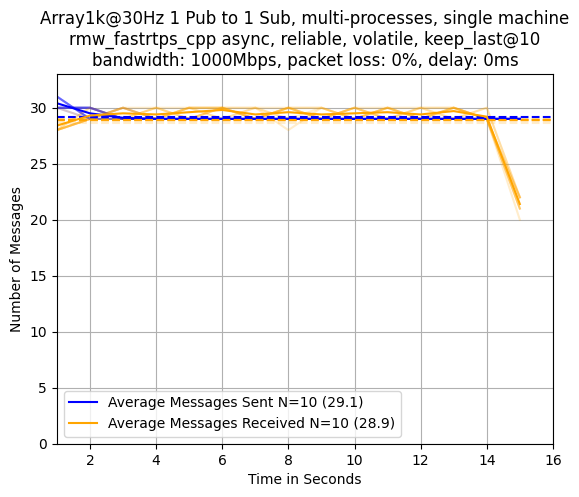 Array1k@30Hz 1 Pub to 1 Sub, multi-processes, single machine
rmw_fastrtps_cpp async, reliable, volatile, keep_last@10
bandwidth: 1000Mbps, packet loss: 0%, delay: 0ms
30
25
20
15
10
5
0
Number of Messages
Average Messages Sent N=10 (29.1)
Average Messages Received N=10 (28.9)
2 4 6 8 10 12 14 16
Time in Seconds